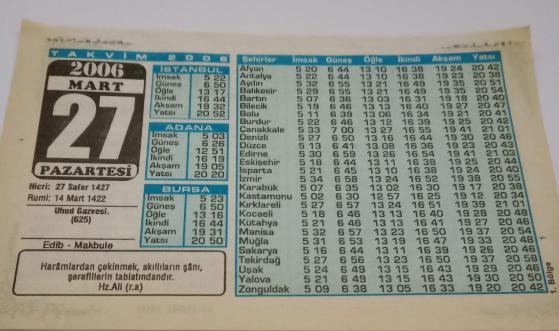 TAKVİM 2006
2006
MART
27
PAZARTESİ
Hicri: 27 Safer 1427
Rumi: 14 Mart 1422
Uhud Gazvesi.
(625)
Edib - Makbule
İSTANBUL
İmsak 5 22
Güneş 6 50
Öğle 13 17
İkindi 16 44
Akşam 19 32
Yatsı 20 52
ADANA
İmsak 5 03
Güneş 6 26
Öğle 12 51
İkindi 16 19
Akşam 19 05
Yatsı 20 20
BURSA
İmsak 5 23
Güneş 6 50
Öğle 13 16
İkindi 16 44
Akşam 19 31
Yatsı 20 50
Harâmlardan çekinmek, akıllıların şânı,
şereflilerin tabiatındandır.
Hz.Ali (r.a)
Şehirler İmsak Güneş Öğle İkindi Akşam Yatsı
Afyon 5 20 6 44 13 10 16 38 19 24 20 42
Antalya 5 22 6 44 13 10 16 38 19 23 20 38
Aydın 5 32 6 55 13 21 16 49 19 35 20 51
Balıkesir 5 29 6 55 13 21 16 49 19 35 20 54
Bartın 5 07 6 36 13 03 16 31 19 18 20 40
Bilecik 5 19 6 46 13 13 16 40 19 27 20 47
Bolu 5 11 6 39 13 06 16 34 19 21 20 41
Burdur 5 22 6 46 13 12 16 39 19 25 20 42
Çanakkale 5 33 7 00 13 27 16 55 19 41 21 01
Denizli 5 27 6 50 13 16 16 44 19 30 20 46
Düzce 5 13 6 41 13 08 16 36 19 23 20 43
Edirne 5 30 6 59 13 26 16 54 19 41 21 03
Eskişehir 5 18 6 44 13 11 16 38 19 25 20 44
Isparta 5 21 6 45 13 10 16 38 19 24 20 40
İzmir 5 34 6 58 13 24 16 52 19 38 20 55
Karabük 5 07 6 35 13 02 16 30 19 17 20 38
Kastamonu 5 02 6 30 12 57 16 25 19 12 20
Kırklareli 5 27 6 57 13 24 16 51 19 39 21 01
Kocaeli 5 18 6 46 13 13 16 40 19 28 20 48
Kütahya 5 21 6 46 13 13 16 41 19 27 20 46
Manisa 5 32 6 57 13 23 16 50 19 37 20 54
Muğla 5 31 6 53 13 19 16 47 19 33 20 48
Sakarya 5 16 6 44 13 11 16 39 19 26 20 46
Tekirdağ 5 27 6 56 13 23 16 50 19 37 20 58
Uşak 5 24 6 49 13 15 16 43 19 29 20 46
Yalova 5 21 6 49 13 15 16 43 19 30 20 50
Zonguldak 5 09 6 38 13 05 16 33 19 20 20 42
1. Bölge